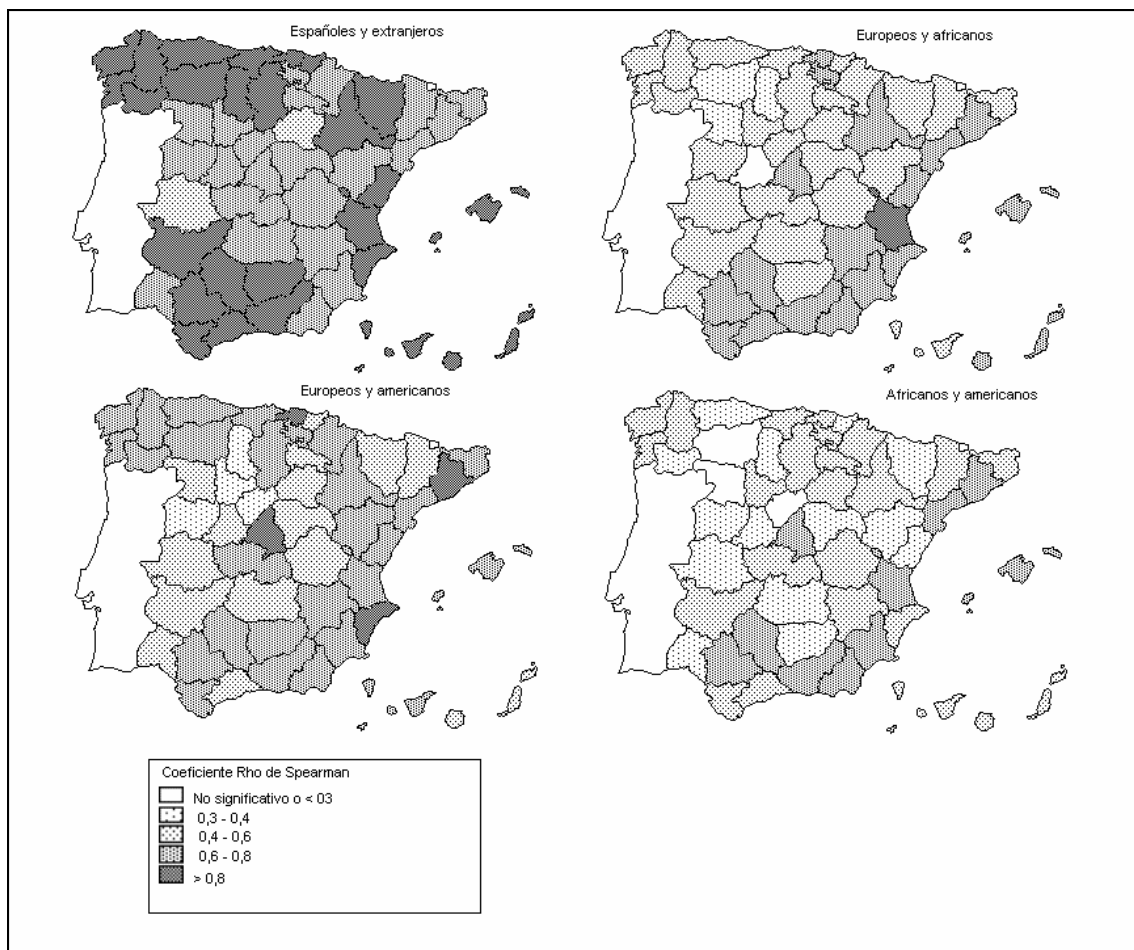 Españoles y extranjeros
Europeos y africanos
Europeos y americanos
Africanos y americanos
Coeficiente Rho de Spearman
No significativo o < 03
0,3 - 0,4
0,4 - 0,6
0,6 - 0,8
> 0,8